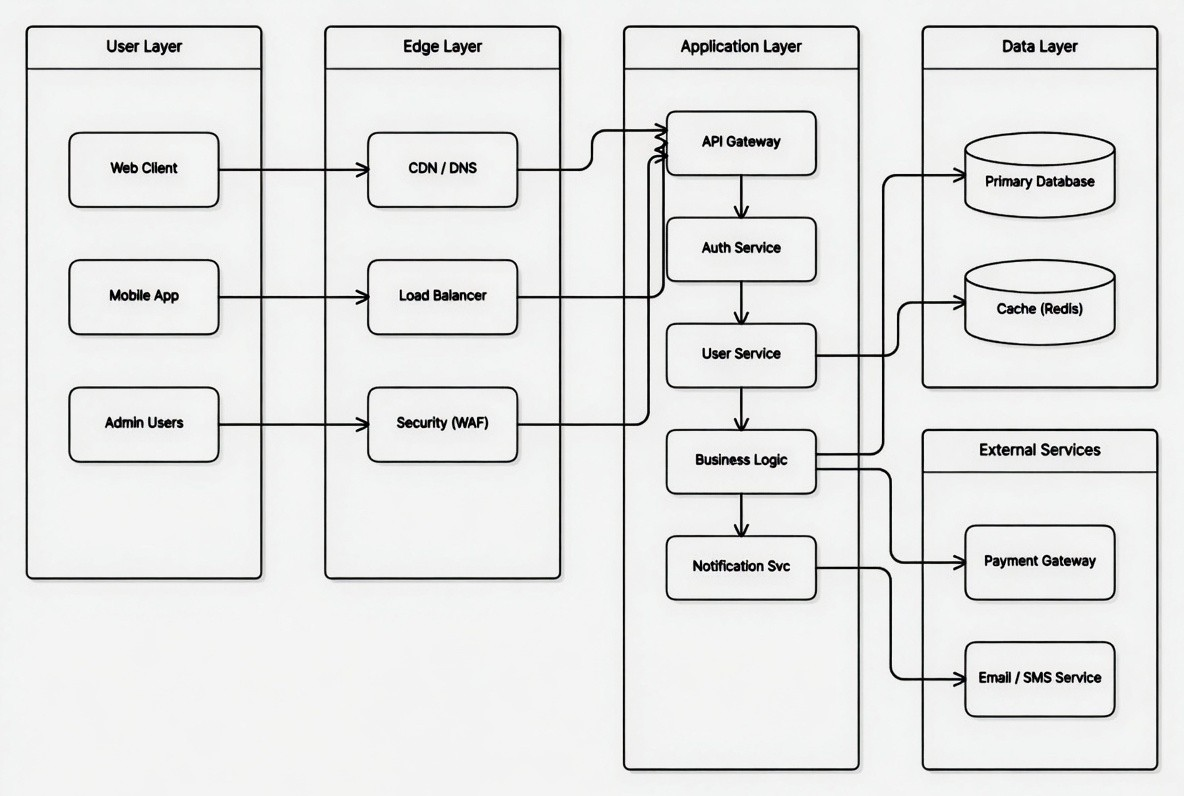 User Layer
Web Client
Mobile App
Admin Users
Edge Layer
CDN / DNS
Load Balancer
Security (WAF)
Application Layer
API Gateway
Auth Service
User Service
Business Logic
Notification Svc
Data Layer
Primary Database
Cache (Redis)
External Services
Payment Gateway
Email / SMS Service